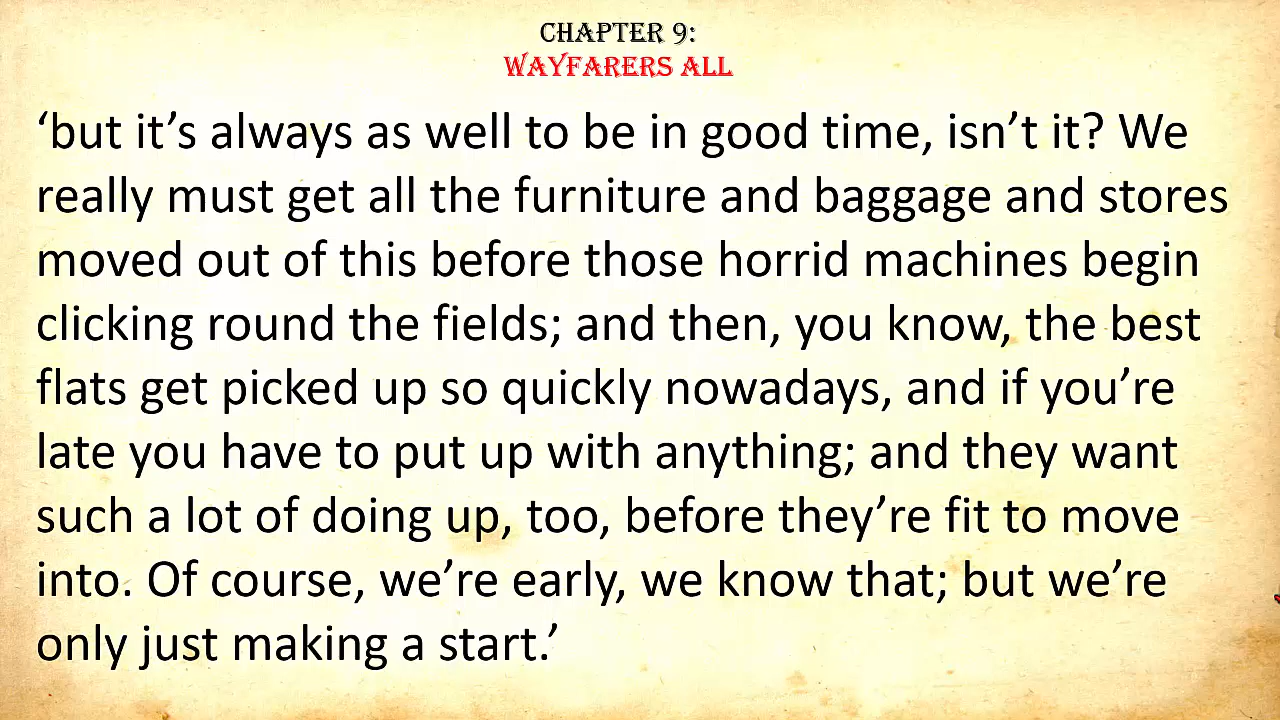 CHAPTER 9:
WAYFARERS ALL
‘but it’s always as well to be in good time, isn’t it? We
really must get all the furniture and baggage and stores
moved out of this before those horrid machines begin
clicking round the fields; and then, you know, the best
flats get picked up so quickly nowadays, and if you’re
late you have to put up with anything; and they want
such a lot of doing up, too, before they’re fit to move
into. Of course, we’re early, we know that; but we’re
only just making a start.’